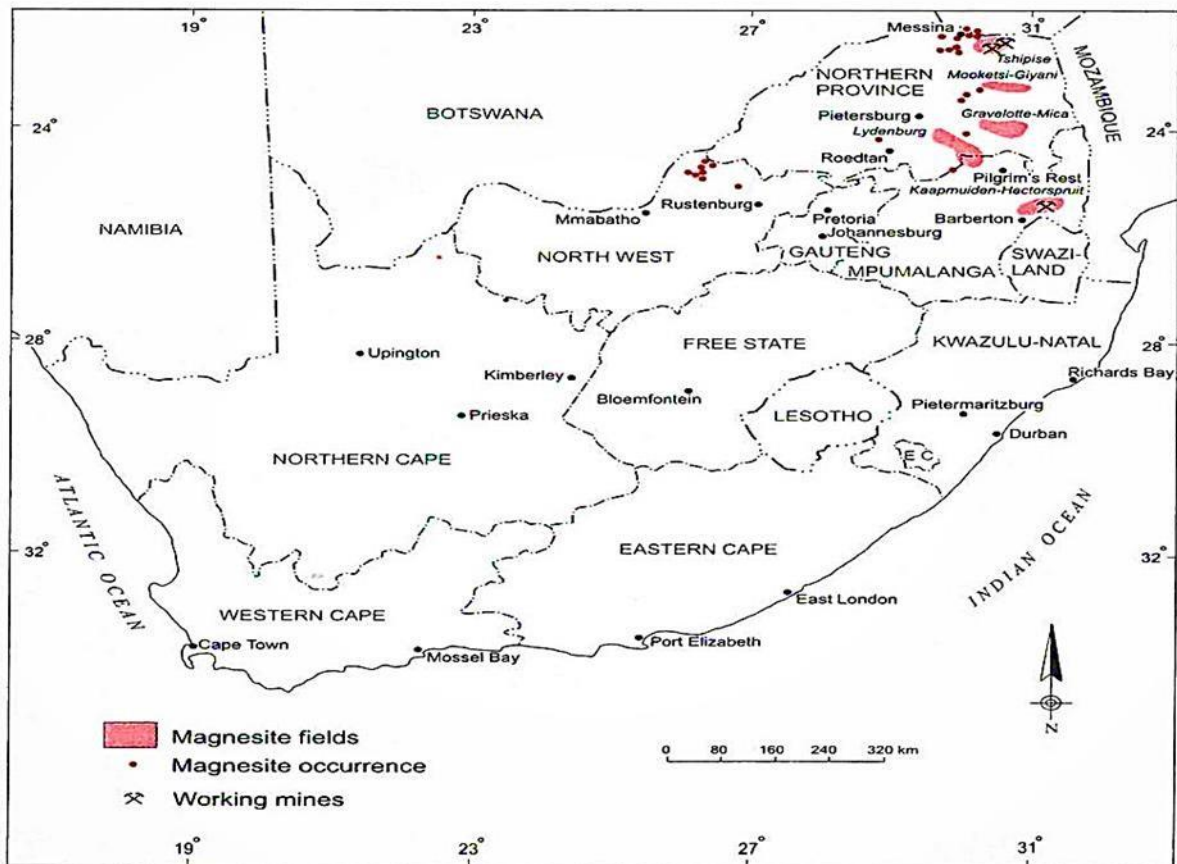 19°
27°
31°
Messina
Tshipise
Mooketsi-Giyani
NORTHERN
PROVINCE
MOZAMBIQUE
BOTSWANA
24°
24°
Pietersburg
Gravelotte-Mica
Lydenburg
Roedtan
Pilgrim's Rest
Kaapmuiden-Hectorspruit
Rustenburg
Mmabatho
Pretoria
Barberton
Johannesburg
NAMIBIA
NORTH WEST
GAUTENG
MPUMALANGA
SWAZI-
LAND
28°
28°
Upington
FREE STATE
KWAZULU-NATAL
Kimberley
Richards Bay
Bloemfontein
Prieska
LESOTHO
Pietermaritzburg
Durban
NORTHERN CAPE
E C
ATLANTIC OCEAN
INDIAN OCEAN
32°
32°
EASTERN CAPE
WESTERN CAPE
East London
Cape Town
Mossel Bay
Port Elizabeth
N
Magnesite fields
Magnesite occurrence
Working mines
0 80 160 240 320 km
19°
23°
27°
31°